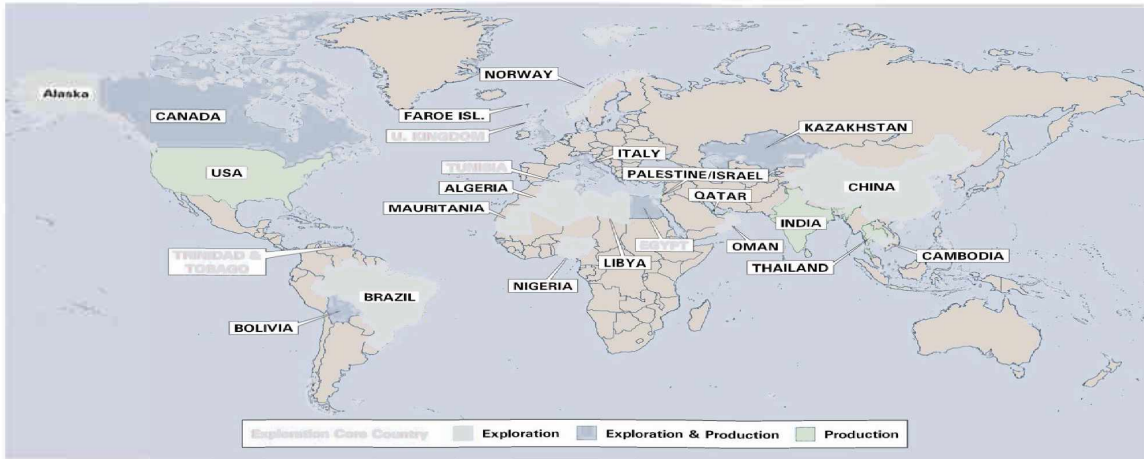 NORWAY
Alaska
FAROE ISL.
CANADA
U. KINGDOM
KAZAKHSTAN
ITALY
USA
TUNISIA
PALESTINE/ISRAEL
ALGERIA
QATAR
CHINA
MAURITANIA
INDIA
EGYPT
OMAN
TRINIDAD &
TOBAGO
LIBYA
THAILAND
CAMBODIA
NIGERIA
BRAZIL
BOLIVIA
Exploration Core Country Exploration Exploration & Production Production